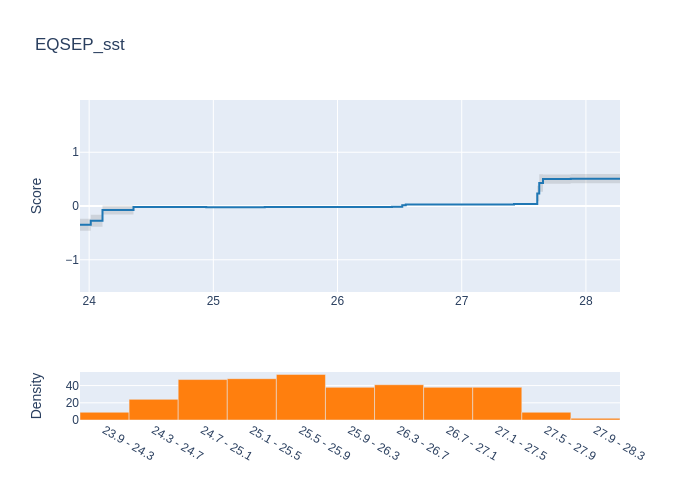 EQSEP_sst
Score
1
0
−1
24
25
26
27
28
Density
40
20
0
23.9 - 24.3
24.3 - 24.7
24.7 - 25.1
25.1 - 25.5
25.5 - 25.9
25.9 - 26.3
26.3 - 26.7
26.7 - 27.1
27.1 - 27.5
27.5 - 27.9
27.9 - 28.3